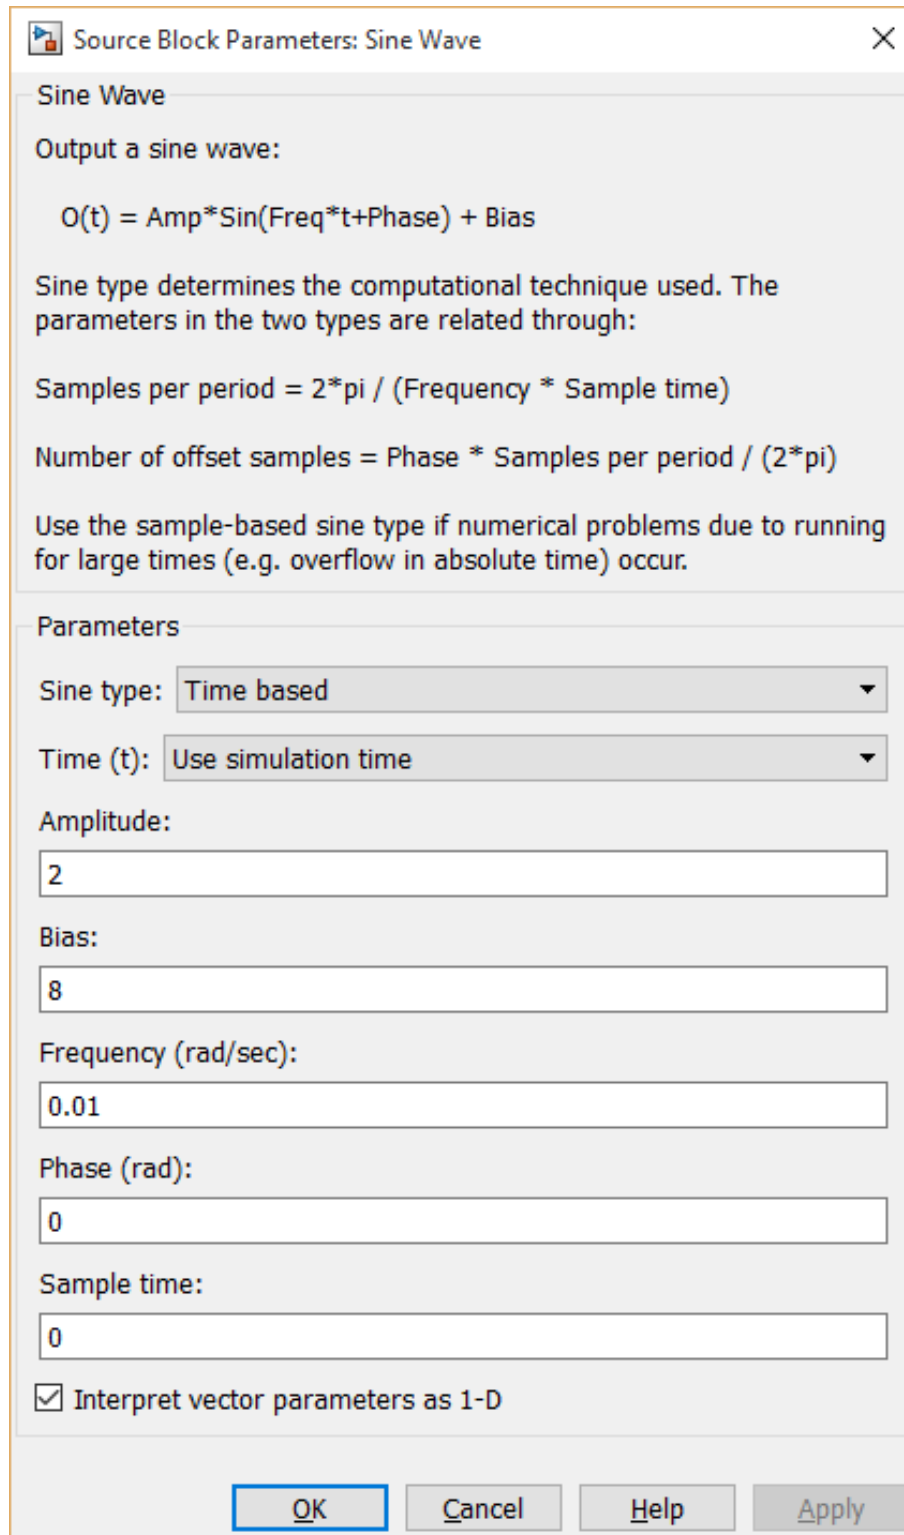 Source Block Parameters: Sine Wave
Sine Wave
Output a sine wave:
O(t) = Amp*Sin(Freq*t+Phase) + Bias
Sine type determines the computational technique used. The
parameters in the two types are related through:
Samples per period = 2*pi / (Frequency * Sample time)
Number of offset samples = Phase * Samples per period / (2*pi)
Use the sample-based sine type if numerical problems due to running
for large times (e.g. overflow in absolute time) occur.
Parameters
Sine type: Time based
Time (t): Use simulation time
Amplitude:
2
Bias:
8
Frequency (rad/sec):
0.01
Phase (rad):
0
Sample time:
0
Interpret vector parameters as 1-D
OK Cancel Help Apply